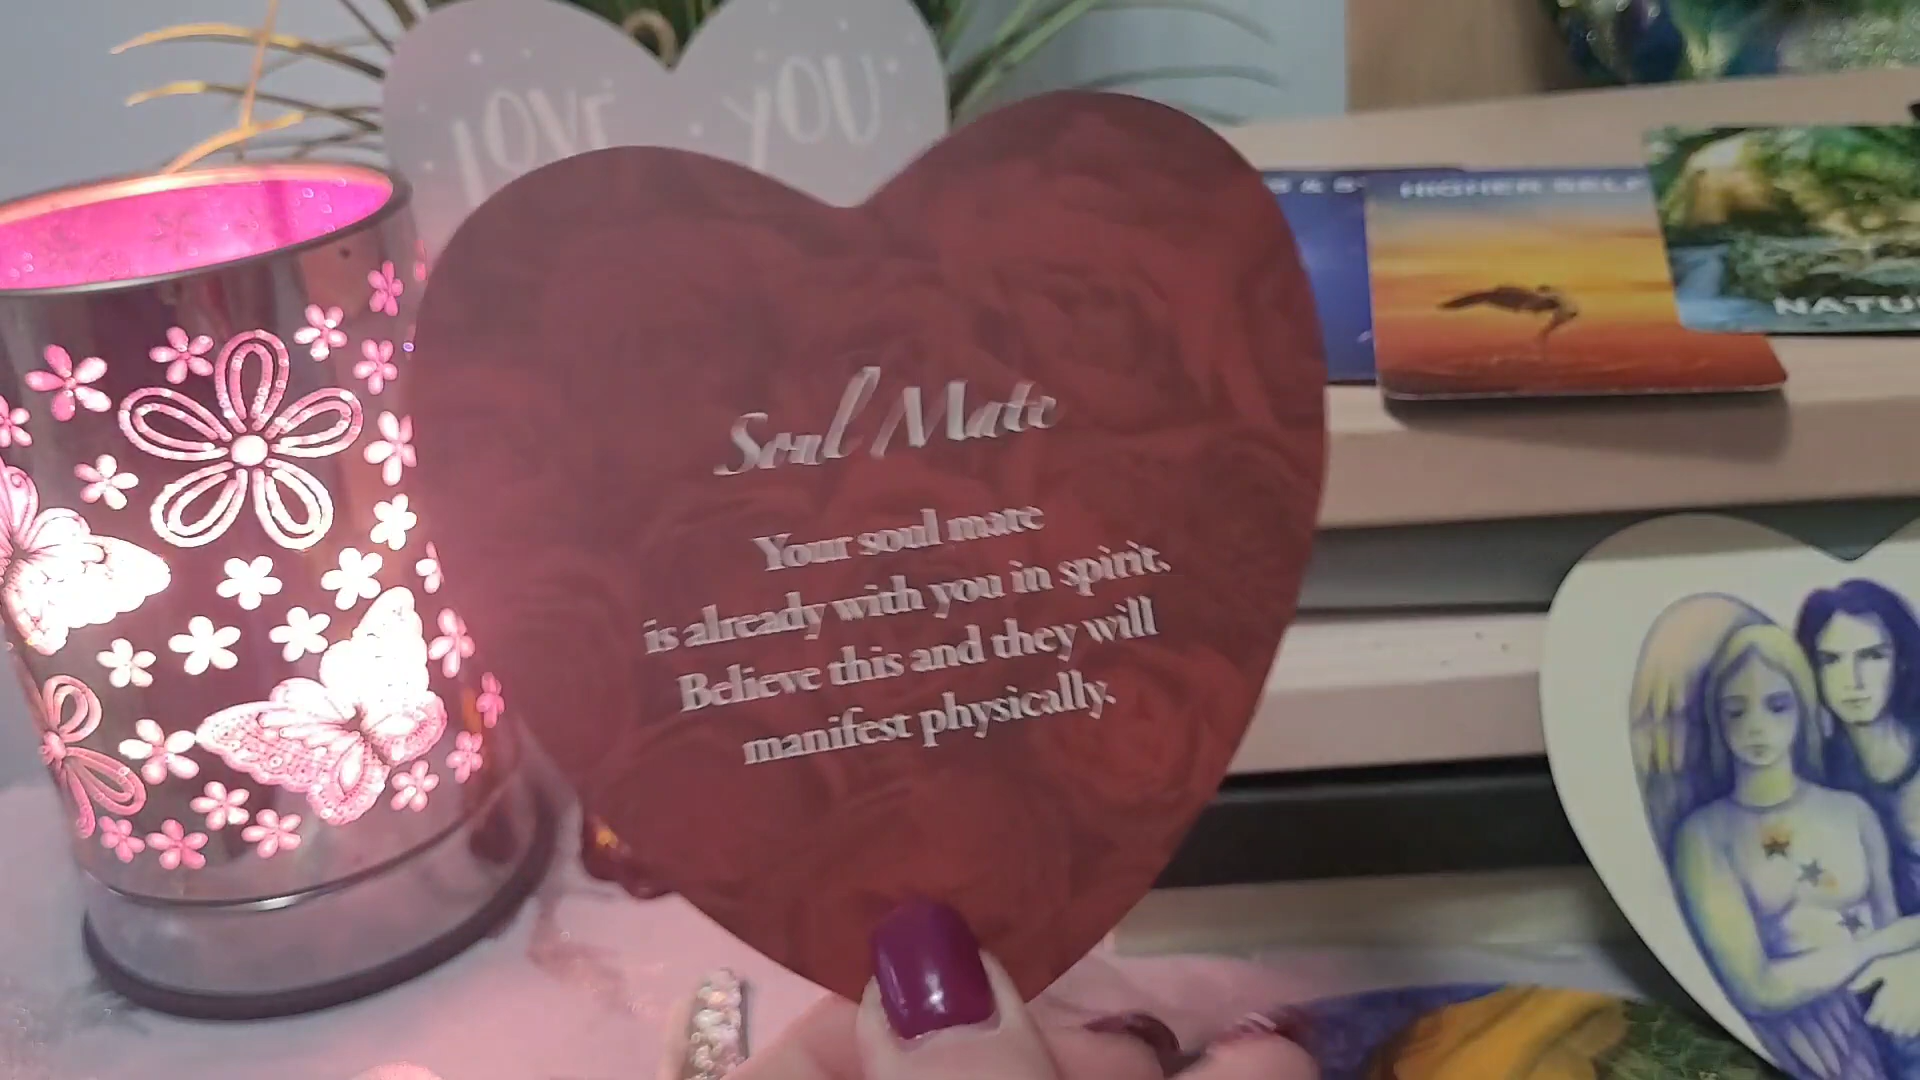 LOVE YOU
HIGHER SELF
Soul Mate
Your soul mate
is already with you in spirit.
Believe this and they will
manifest physically.